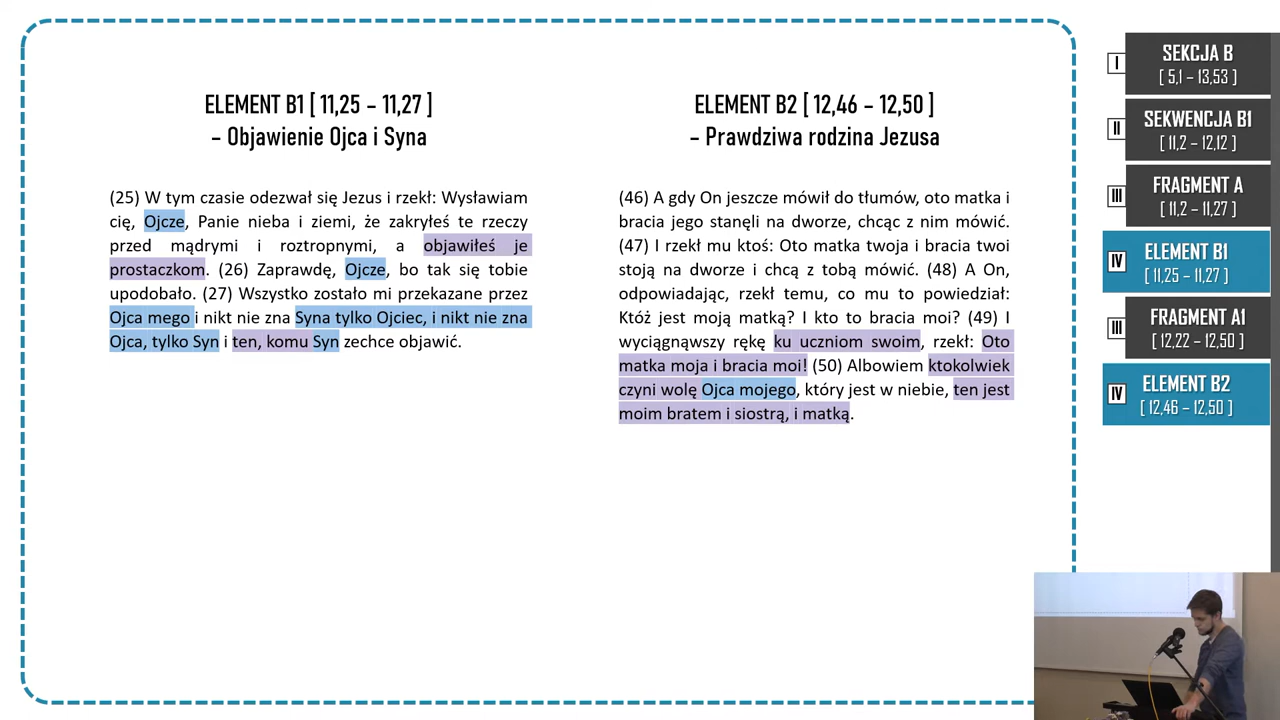 ELEMENT B1 [ 11,25 – 11,27 ]
– Objawienie Ojca i Syna
(25) W tym czasie odezwał się Jezus i rzekł: Wysławiam
cię, Ojcze, Panie nieba i ziemi, że zakryłeś te rzeczy
przed mądrymi i roztropnymi, a objawiłeś je
prostaczkom. (26) Zaprawdę, Ojcze, bo tak się tobie
upodobało. (27) Wszystko zostało mi przekazane przez
Ojca mego i nikt nie zna Syna tylko Ojciec, i nikt nie zna
Ojca, tylko Syn i ten, komu Syn zechce objawić.
ELEMENT B2 [ 12,46 – 12,50 ]
– Prawdziwa rodzina Jezusa
(46) A gdy On jeszcze mówił do tłumów, oto matka i
bracia jego stanęli na dworze, chcąc z nim mówić.
(47) I rzekł mu ktoś: Oto matka twoja i bracia twoi
stoją na dworze i chcą z tobą mówić. (48) A On,
odpowiadając, rzekł temu, co mu to powiedział:
Któż jest moją matką? I kto to bracia moi? (49) I
wyciągnąwszy rękę ku uczniom swoim, rzekł: Oto
matka moja i bracia moi! (50) Albowiem ktokolwiek
czyni wolę Ojca mojego, który jest w niebie, ten jest
moim bratem i siostrą, i matką.
I
SEKCJA B
[ 5,1 – 13,53 ]
II
SEKWENCJA B1
[ 11,2 – 12,12 ]
III
FRAGMENT A
[ 11,2 – 11,27 ]
IV
ELEMENT B1
[ 11,25 – 11,27 ]
III
FRAGMENT A1
[ 12,22 – 12,50 ]
IV
ELEMENT B2
[ 12,46 – 12,50 ]